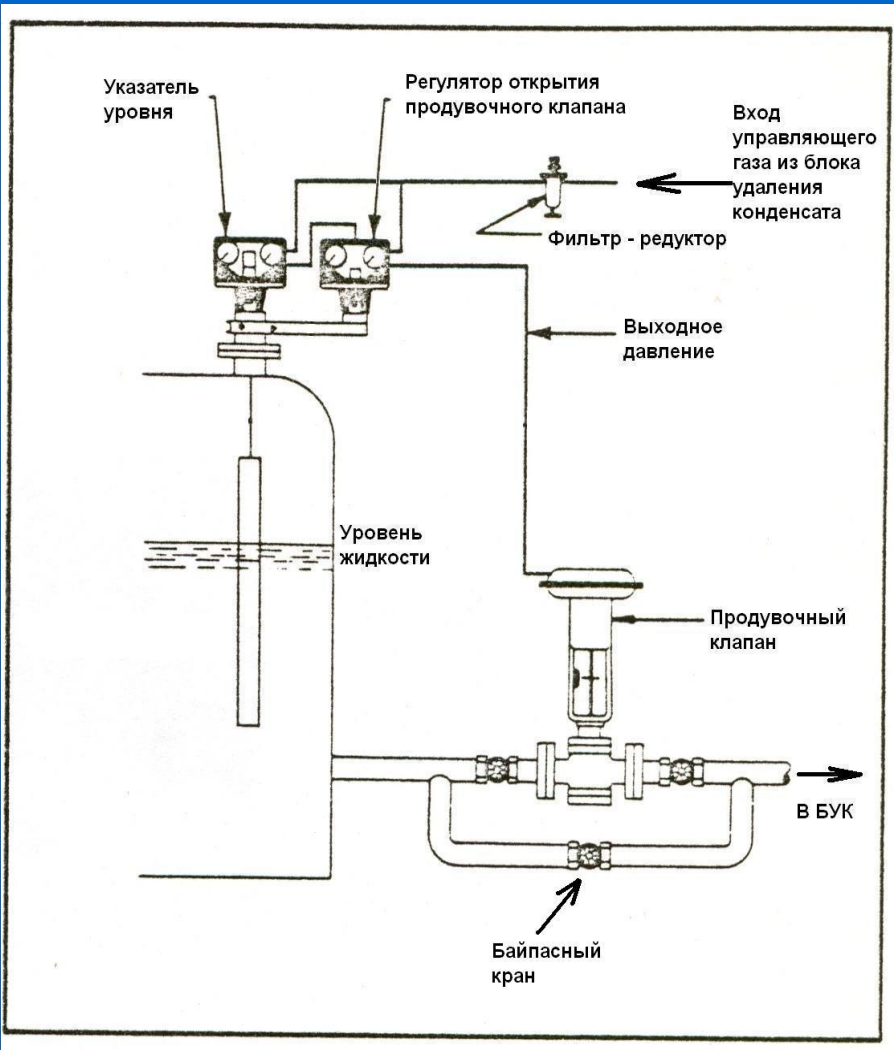 Указатель
уровня
Регулятор открытия
продувочного клапана
Вход
управляющего
газа из блока
удаления
конденсата
Фильтр - редуктор
Выходное
давление
Уровень
жидкости
Продувочный
клапан
В БУК
Байпасный
кран